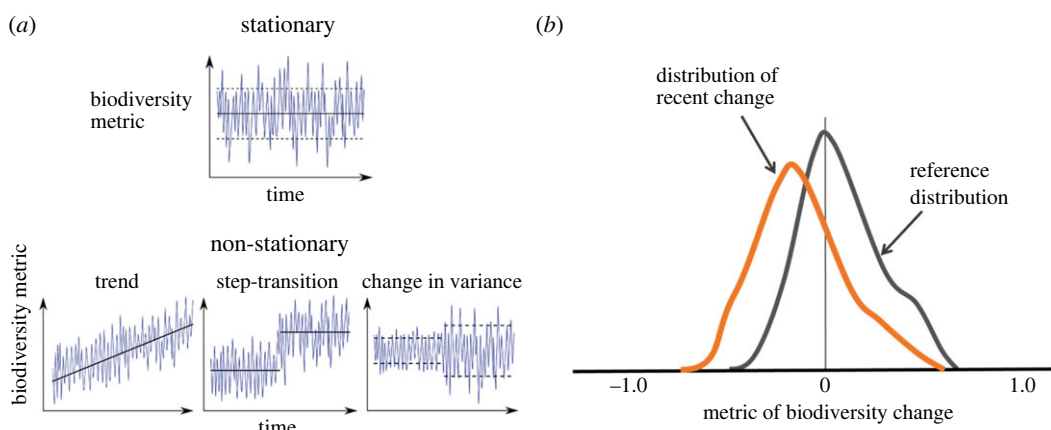 (a)
stationary
biodiversity
metric
time
non-stationary
biodiversity metric
trend
step-transition
change in variance
time
(b)
distribution of
recent change
reference
distribution
–1.0
0
1.0
metric of biodiversity change